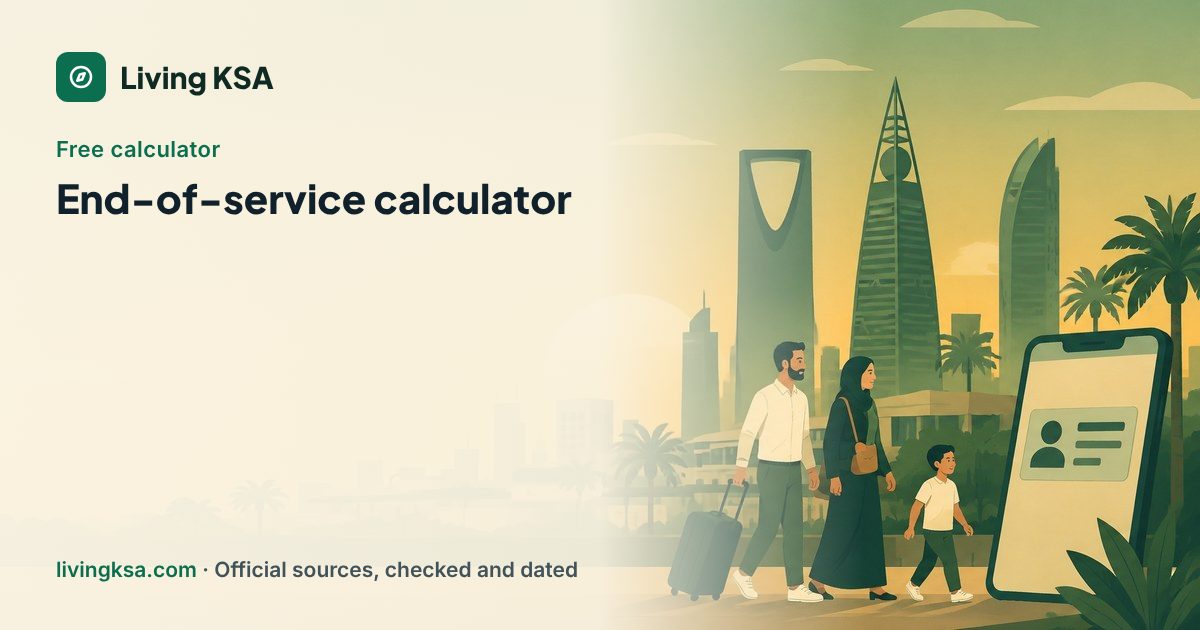 Living KSA
Free calculator
End-of-service calculator
livingksa.com · Official sources, checked and dated